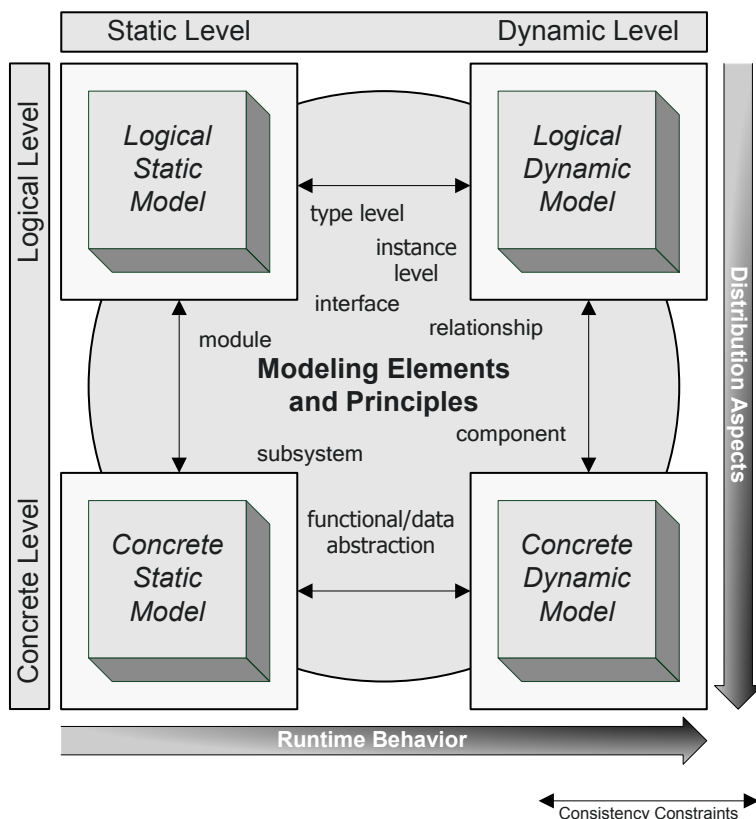 Static Level
Dynamic Level
Logical Level
Logical
Static
Model
Logical
Dynamic
Model
type level
instance
level
interface
relationship
module
Modeling Elements
and Principles
component
subsystem
Distribution Aspects
Concrete Level
functional/data
abstraction
Concrete
Static
Model
Concrete
Dynamic
Model
Runtime Behavior
Consistency Constraints